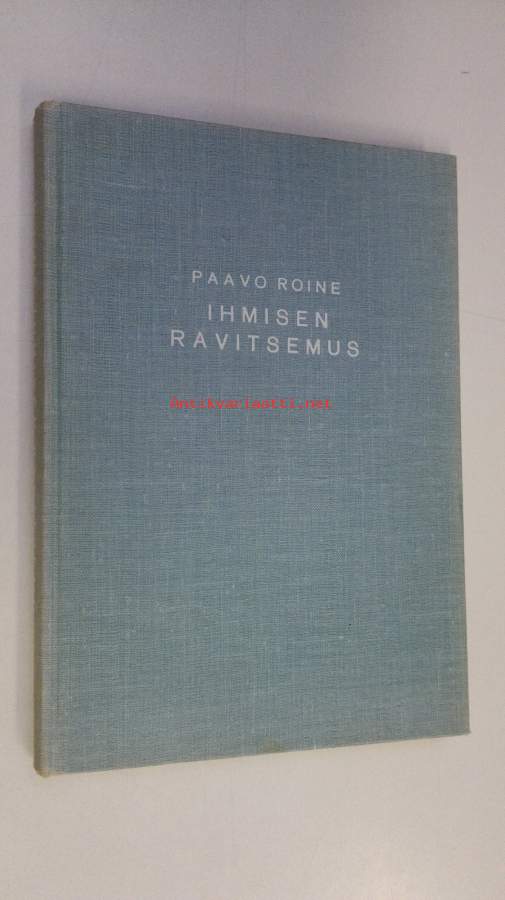 PAAVO ROINE
IHMISEN
RAVITSEMUS
Antikvariaatti.net